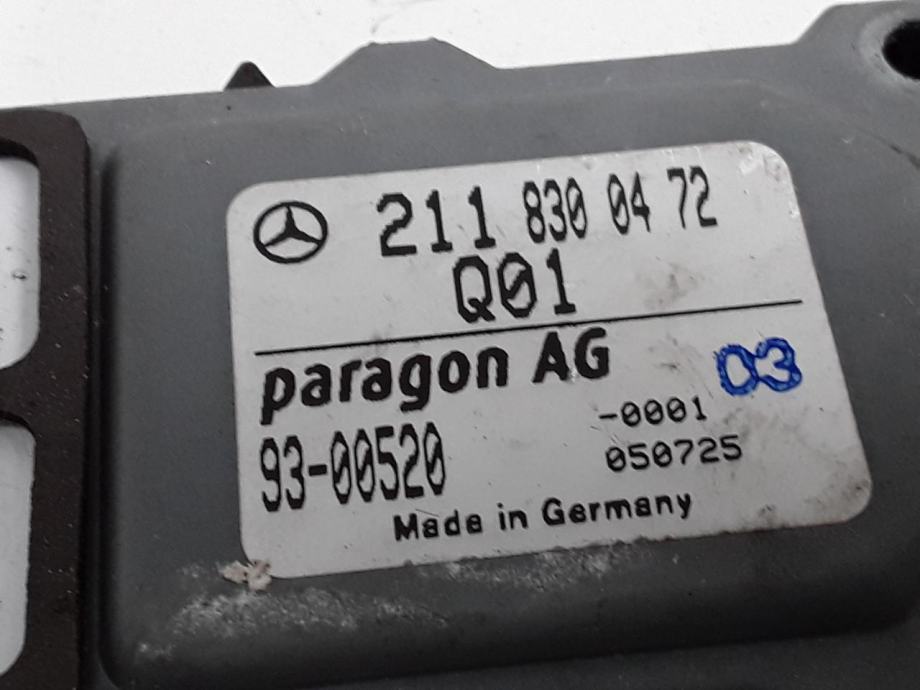 211 830 04 72
Q01
paragon AG
03
93-00520
-0001
050725
Made in Germany